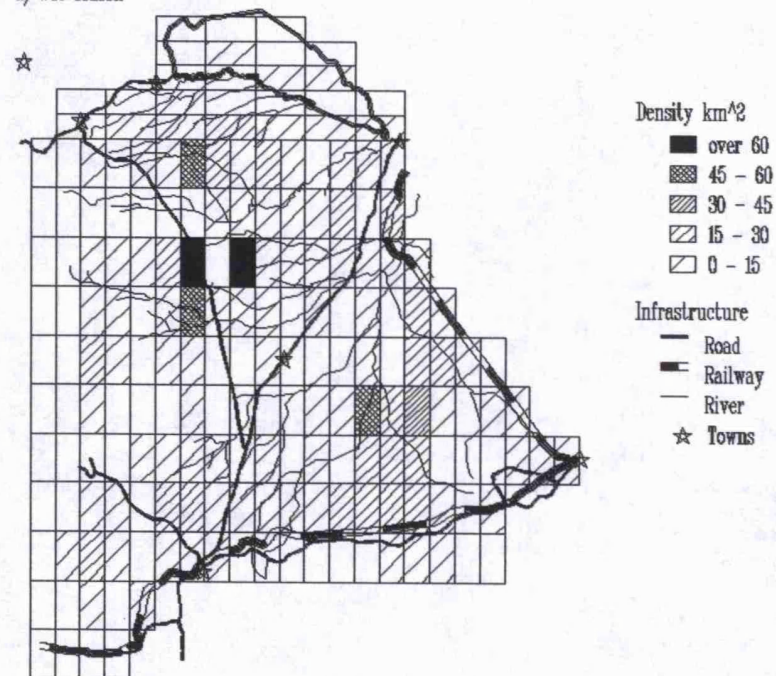 Density km^2
over 60
45 - 60
30 - 45
15 - 30
0 - 15
Infrastructure
Road
Railway
River
Towns